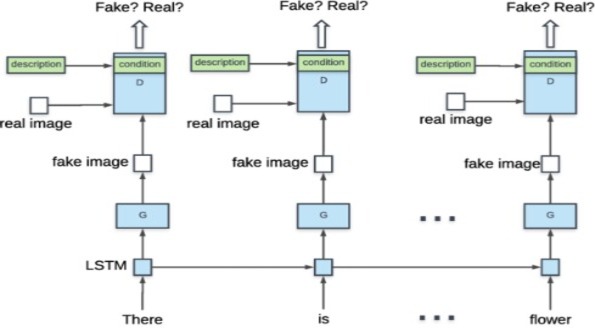 Fake? Real? Fake? Real? Fake? Real?
description condition description condition description condition
D D D
real image real image real image
fake image fake image fake image
G G ... G
LSTM
There is ... flower